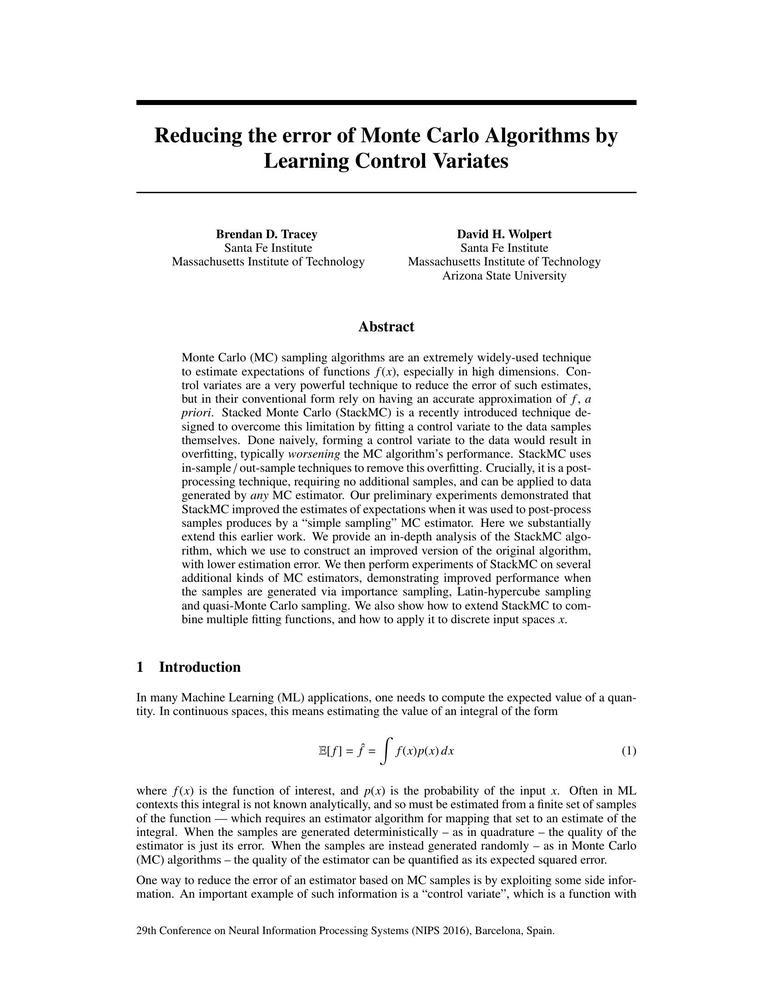 Reducing the error of Monte Carlo Algorithms by
Learning Control Variates
Brendan D. Tracey
Santa Fe Institute
Massachusetts Institute of Technology
David H. Wolpert
Santa Fe Institute
Massachusetts Institute of Technology
Arizona State University
Abstract
Monte Carlo (MC) sampling algorithms are an extremely widely-used technique
to estimate expectations of functions f(x), especially in high dimensions. Con-
trol variates are a very powerful technique to reduce the error of such estimates,
but in their conventional form rely on having an accurate approximation of f, a
priori. Stacked Monte Carlo (StackMC) is a recently introduced technique de-
signed to overcome this limitation by fitting a control variate to the data samples
themselves. Done naively, forming a control variate to the data would result in
overfitting, typically worsening the MC algorithm's performance. StackMC uses
in-sample / out-sample techniques to remove this overfitting. Crucially, it is a post-
processing technique, requiring no additional samples, and can be applied to data
generated by any MC estimator. Our preliminary experiments demonstrated that
StackMC improved the estimates of expectations when it was used to post-process
samples produces by a “simple sampling” MC estimator. Here we substantially
extend this earlier work. We provide an in-depth analysis of the StackMC algo-
rithm, which we use to construct an improved version of the original algorithm,
with lower estimation error. We then perform experiments of StackMC on several
additional kinds of MC estimators, demonstrating improved performance when
the samples are generated via importance sampling, Latin-hypercube sampling
and quasi-Monte Carlo sampling. We also show how to extend StackMC to com-
bine multiple fitting functions, and how to apply it to discrete input spaces x.
1 Introduction
In many Machine Learning (ML) applications, one needs to compute the expected value of a quan-
tity. In continuous spaces, this means estimating the value of an integral of the form
𝔼[f] = f̂ = ∫ f(x)p(x) dx (1)
where f(x) is the function of interest, and p(x) is the probability of the input x. Often in ML
contexts this integral is not known analytically, and so must be estimated from a finite set of samples
of the function — which requires an estimator algorithm for mapping that set to an estimate of the
integral. When the samples are generated deterministically – as in quadrature – the quality of the
estimator is just its error. When the samples are instead generated randomly – as in Monte Carlo
(MC) algorithms – the quality of the estimator can be quantified as its expected squared error.
One way to reduce the error of an estimator based on MC samples is by exploiting some side infor-
mation. An important example of such information is a “control variate”, which is a function with
29th Conference on Neural Information Processing Systems (NIPS 2016), Barcelona, Spain.